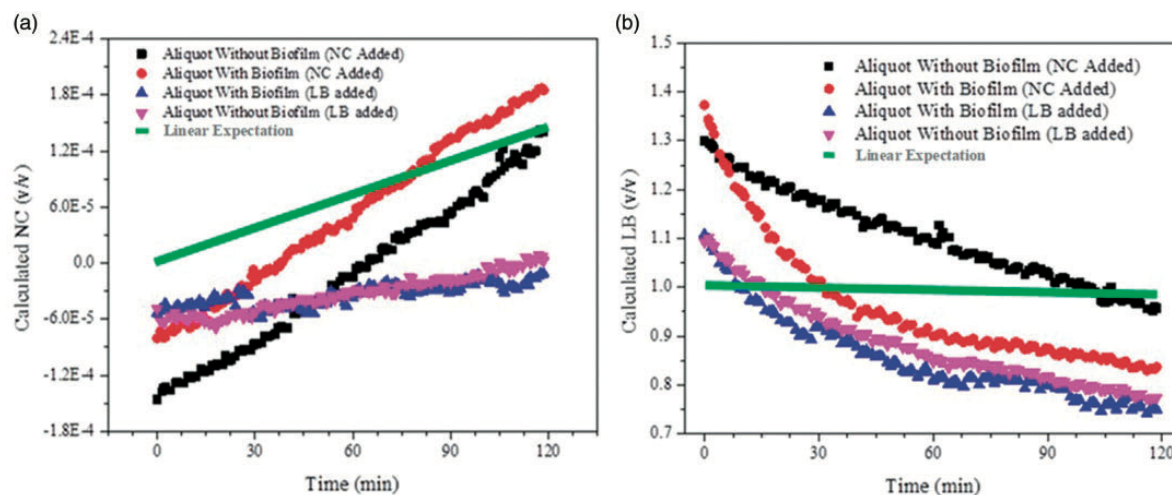 (a)
2.4E-4
1.8E-4
1.2E-4
6.0E-5
0.0
-6.0E-5
-1.2E-4
-1.8E-4
Calculated NC (v/v)
Aliquot Without Biofilm (NC Added)
Aliquot With Biofilm (NC Added)
Aliquot With Biofilm (LB added)
Aliquot Without Biofilm (LB added)
Linear Expectation
0 30 60 90 120
Time (min)
(b)
1.5
1.4
1.3
1.2
1.1
1.0
0.9
0.8
0.7
Calculated LB (v/v)
Aliquot Without Biofilm (NC Added)
Aliquot With Biofilm (NC Added)
Aliquot With Biofilm (LB added)
Aliquot Without Biofilm (LB added)
Linear Expectation
0 30 60 90 120
Time (min)